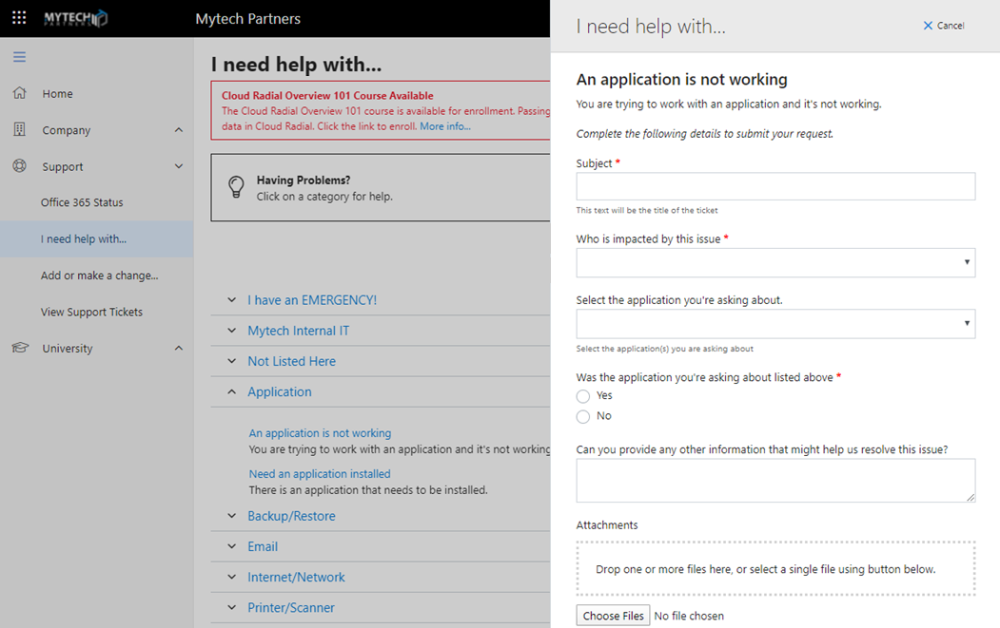 MYTECH
PARTNERS
Mytech Partners
Home
Company
Support
Office 365 Status
I need help with...
Add or make a change...
View Support Tickets
University
I need help with...
Cloud Radial Overview 101 Course Available
The Cloud Radial Overview 101 course is available for enrollment. Passing
data in Cloud Radial. Click the link to enroll. More info...
Having Problems?
Click on a category for help.
I have an EMERGENCY!
Mytech Internal IT
Not Listed Here
Application
An application is not working
You are trying to work with an application and it's not working
Need an application installed
There is an application that needs to be installed.
Backup/Restore
Email
Internet/Network
Printer/Scanner
I need help with...
Cancel
An application is not working
You are trying to work with an application and it's not working.
Complete the following details to submit your request.
Subject *
This text will be the title of the ticket
Who is impacted by this issue *
Select the application you're asking about.
Select the application(s) you are asking about
Was the application you're asking about listed above *
Yes
No
Can you provide any other information that might help us resolve this issue?
Attachments
Drop one or more files here, or select a single file using button below.
Choose Files No file chosen